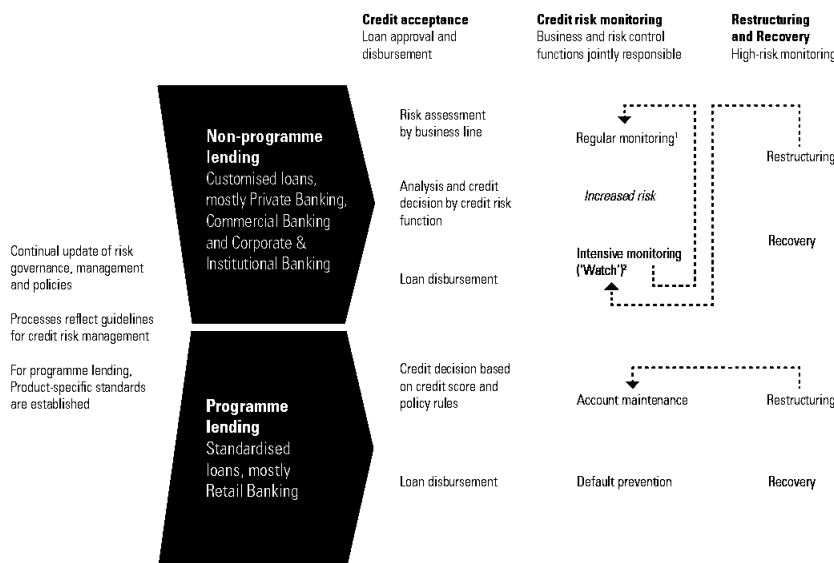 Credit acceptance
Loan approval and
disbursement
Credit risk monitoring
Business and risk control
functions jointly responsible
Restructuring
and Recovery
High-risk monitoring
Continual update of risk
governance, management
and policies
Processes reflect guidelines
for credit risk management
For programme lending,
Product-specific standards
are established
Non-programme
lending
Customised loans,
mostly Private Banking,
Commercial Banking
and Corporate &
Institutional Banking
Risk assessment
by business line
Analysis and credit
decision by credit risk
function
Loan disbursement
Regular monitoring¹
Increased risk
Intensive monitoring
('Watch')²
Restructuring
Recovery
Programme
lending
Standardised
loans, mostly
Retail Banking
Credit decision based
on credit score and
policy rules
Loan disbursement
Account maintenance
Default prevention
Restructuring
Recovery